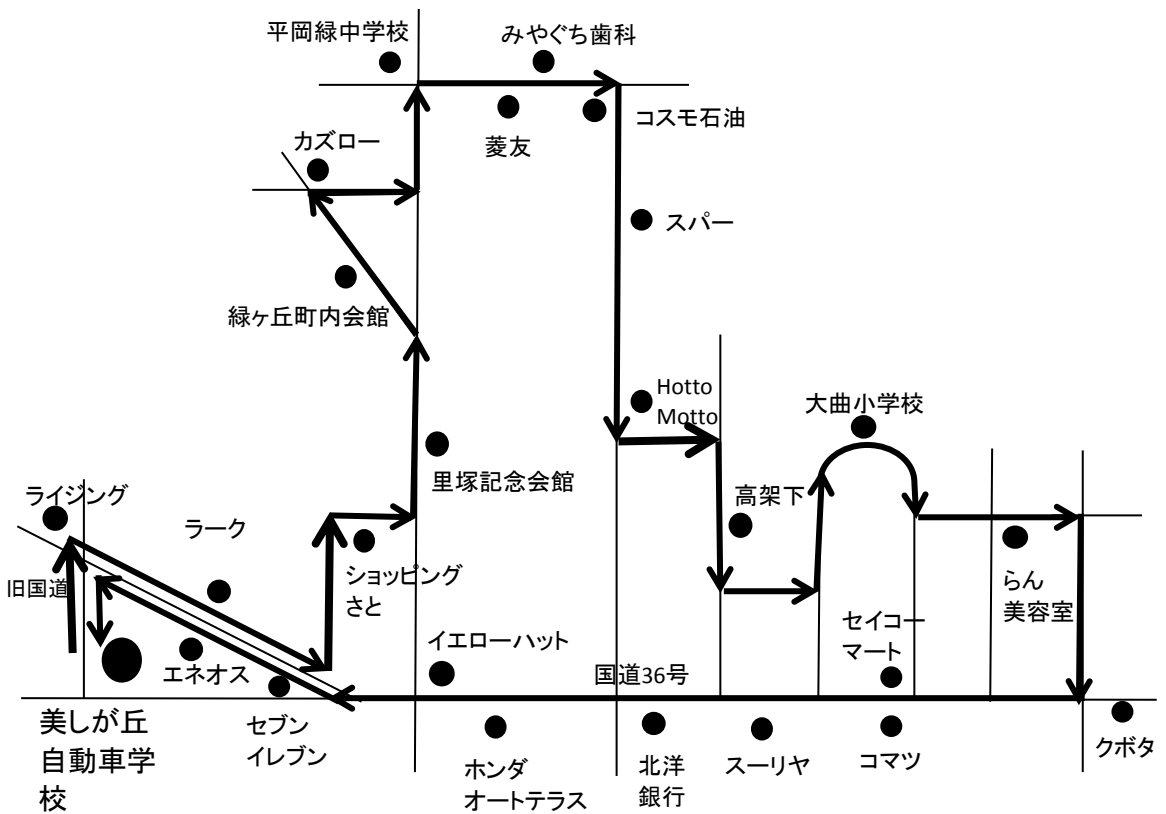 平岡緑中学校
みやぐち歯科
カズロー
菱友
コスモ石油
スパー
緑ヶ丘町内会館
Hotto
Motto
大曲小学校
里塚記念会館
高架下
ライジング
ラーク
ショッピング
さと
旧国道
らん
美容室
セイコー
マート
イエローハット
エネオス
国道36号
美しが丘
自動車学
校
セブン
イレブン
ホンダ
オートテラス
北洋
銀行
スーリヤ
コマツ
クボタ